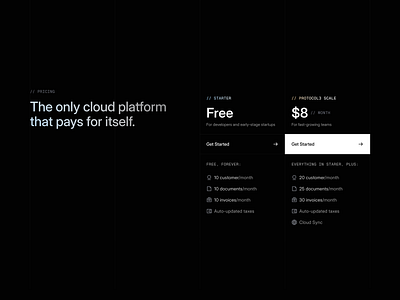 // PRICING
The only cloud platform
that pays for itself.
// STARTER
Free
For developers and early-stage startups
Get Started →
FREE, FOREVER:
10 customer/month
10 documents/month
10 invoices/month
Auto-updated taxes
// PROTOCOL3 SCALE
$8 // MONTH
For fast-growing teams
Get Started →
EVERYTHING IN STARER, PLUS:
20 customer/month
25 documents/month
30 invoices/month
Auto-updated taxes
Cloud Sync